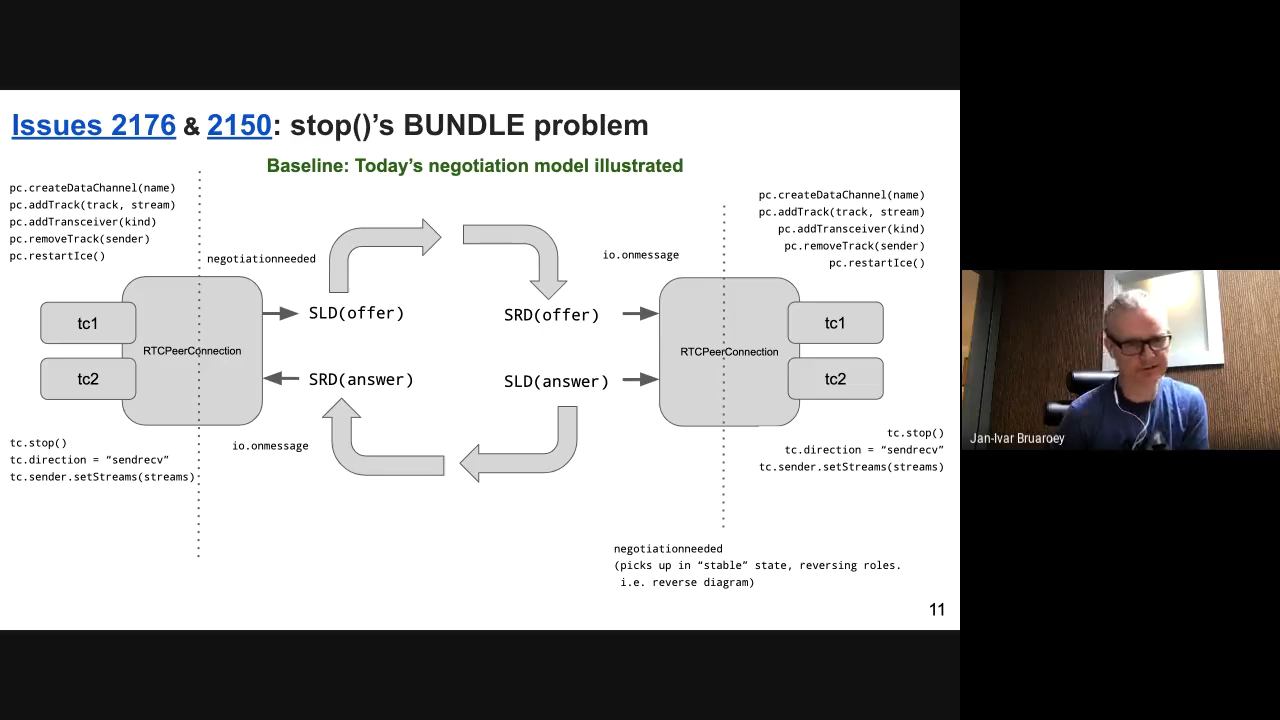 Issues 2176 & 2150: stop()'s BUNDLE problem
Baseline: Today's negotiation model illustrated
pc.createDataChannel(name)
pc.addTrack(track, stream)
pc.addTransceiver(kind)
pc.removeTrack(sender)
pc.restartIce()
negotiationneeded
io.onmessage
pc.createDataChannel(name)
pc.addTrack(track, stream)
pc.addTransceiver(kind)
pc.removeTrack(sender)
pc.restartIce()
tc1
tc2
RTCPeerConnection
SLD(offer)
SRD(answer)
SRD(offer)
SLD(answer)
RTCPeerConnection
tc1
tc2
tc.stop()
tc.direction = “sendrecv”
tc.sender.setStreams(streams)
io.onmessage
tc.stop()
tc.direction = “sendrecv”
tc.sender.setStreams(streams)
negotiationneeded
(picks up in “stable” state, reversing roles.
i.e. reverse diagram)
11
Jan-Ivar Bruaroey